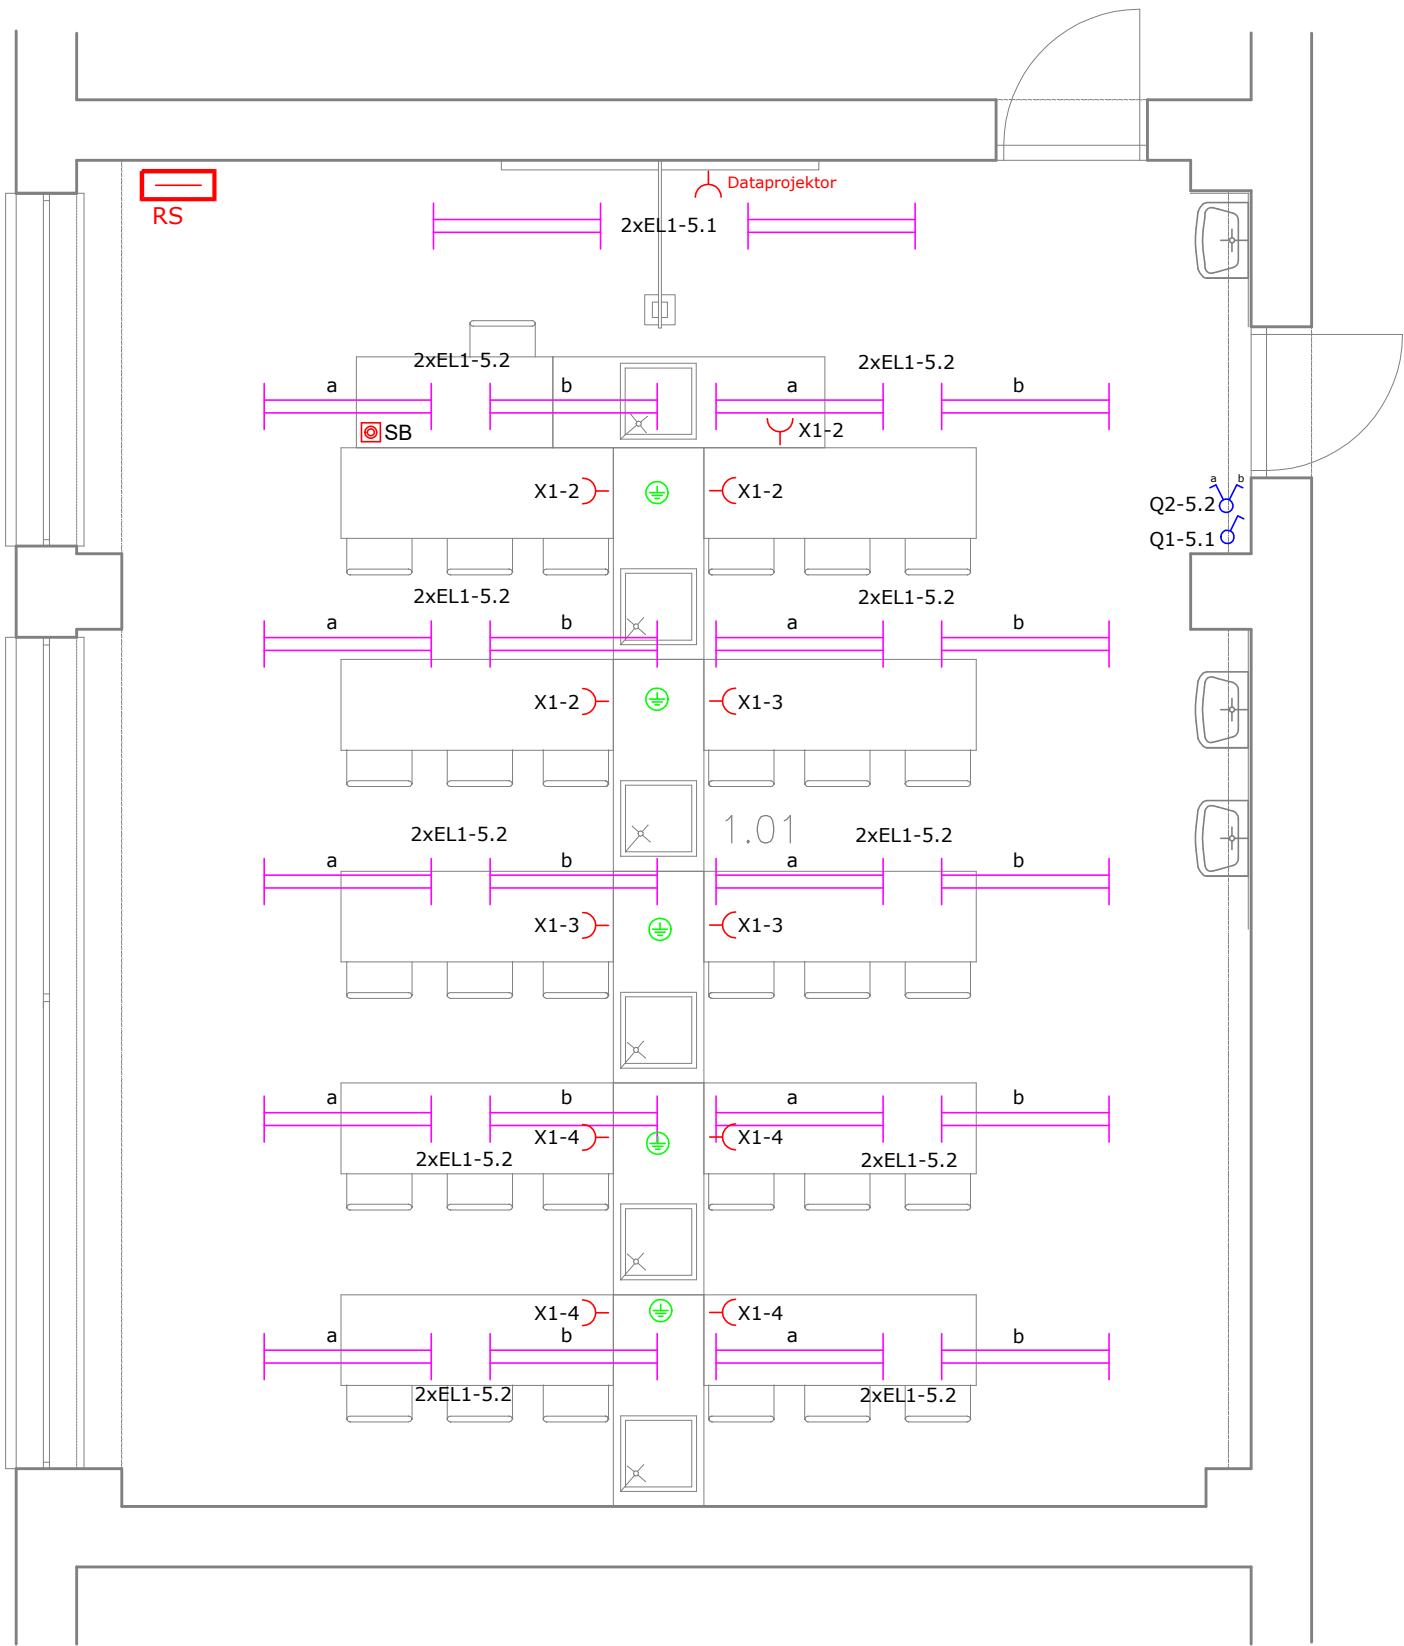 Dataprojektor
RS
2xEL1-5.1
2xEL1-5.2
2xEL1-5.2
a
b
a
b
SB
X1-2
X1-2
X1-2
a
b
Q2-5.2
Q1-5.1
2xEL1-5.2
2xEL1-5.2
a
b
a
b
X1-2
X1-3
1.01
2xEL1-5.2
2xEL1-5.2
a
b
a
b
X1-3
X1-3
a
b
a
b
X1-4
X1-4
2xEL1-5.2
2xEL1-5.2
X1-4
X1-4
a
b
a
b
2xEL1-5.2
2xEL1-5.2